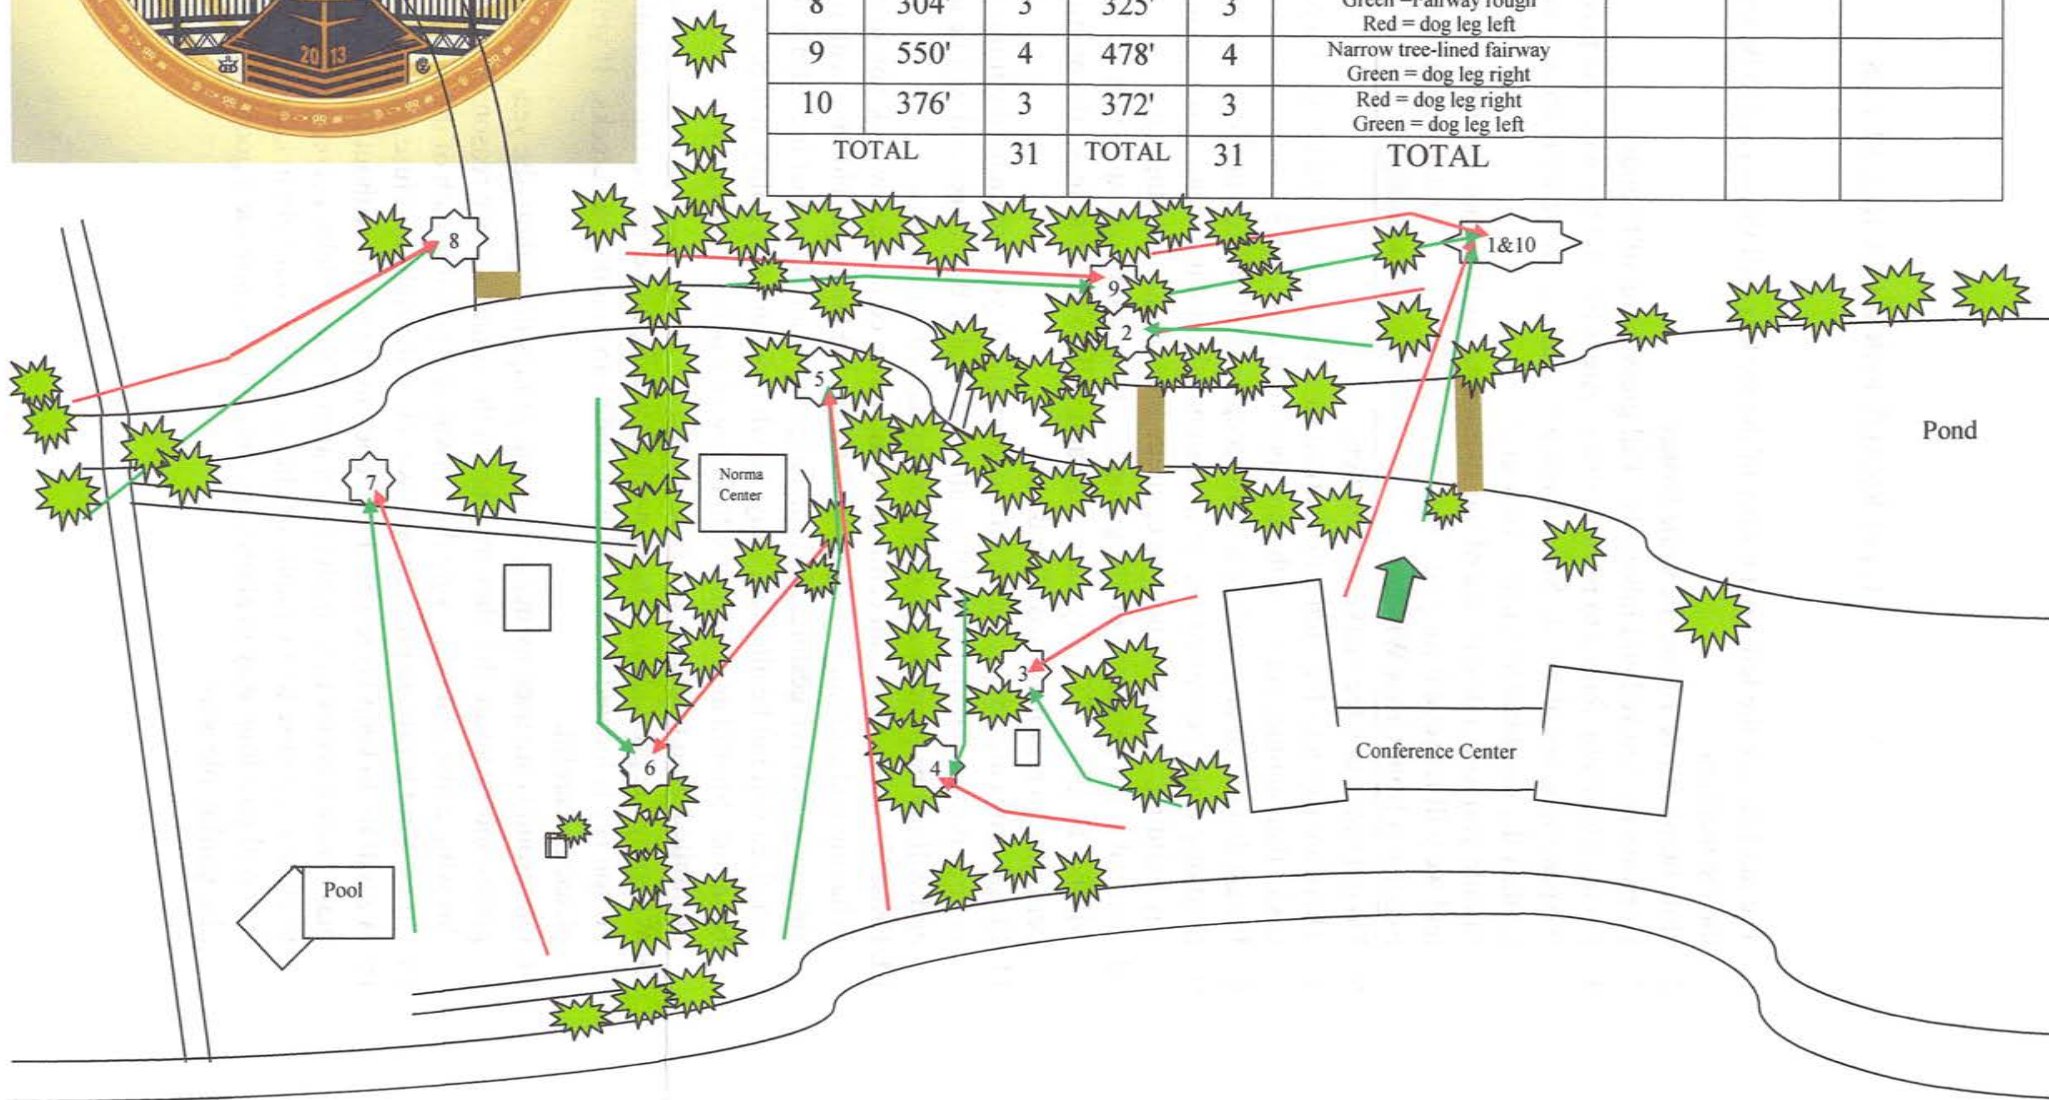 20 13
8 304' 3 325' 3 Green =Fairway rough
Red = dog leg left
9 550' 4 478' 4 Narrow tree-lined fairway
Green = dog leg right
10 376' 3 372' 3 Red = dog leg right
Green = dog leg left
TOTAL 31 TOTAL 31 TOTAL
8
1&10
9
2
5
Pond
7
Norma
Center
3
6
4
Conference Center
Pool